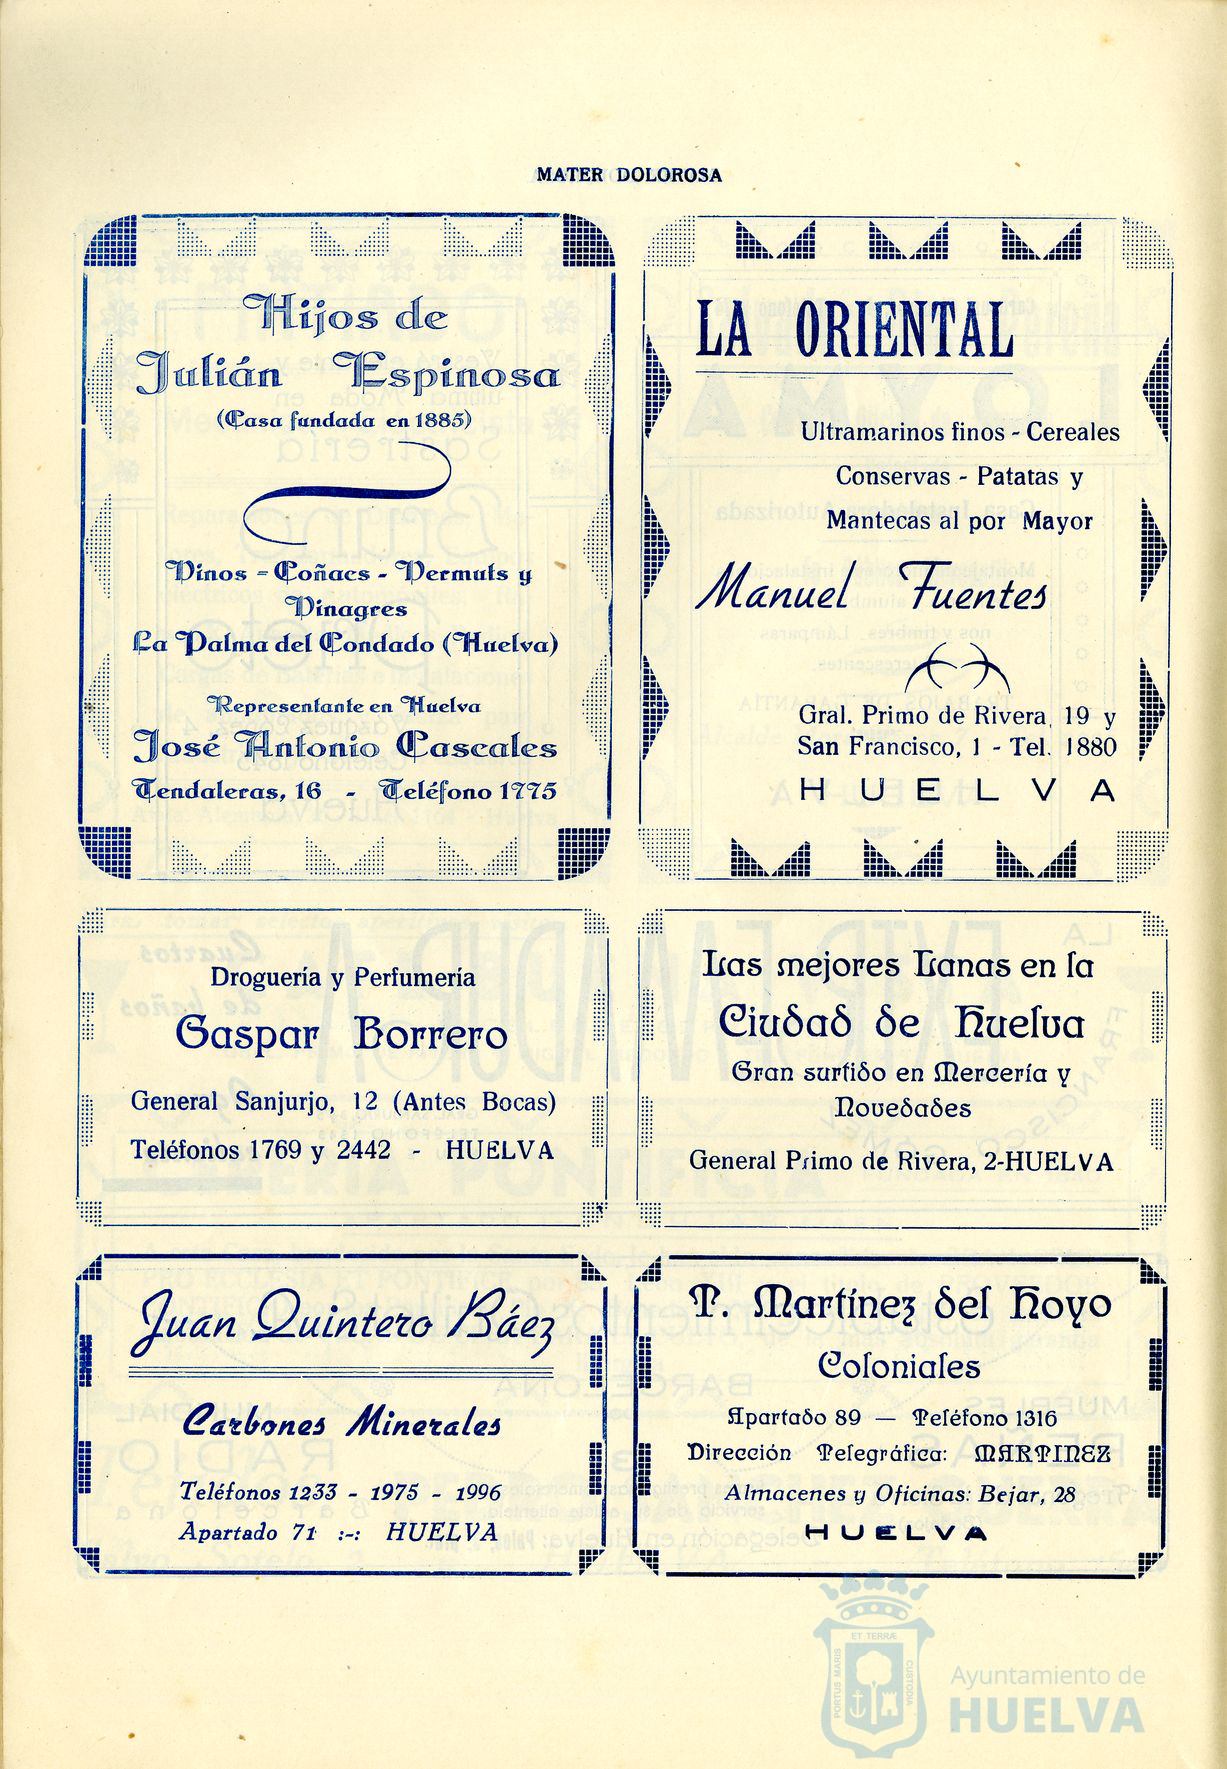 MATER DOLOROSA
Hijos de
Julián Espinosa
(Casa fundada en 1885)
Vinos - Coñacs - Vermuts y
Vinagres
La Palma del Condado (Huelva)
Representante en Huelva
José Antonio Cascales
Tendaleras, 16 - Teléfono 1775
LA ORIENTAL
Ultramarinos finos - Cereales
Conservas - Patatas y
Mantecas al por Mayor
Manuel Fuentes
Gral. Primo de Rivera, 19 y
San Francisco, 1 - Tel. 1880
HUELVA
Droguería y Perfumería
Gaspar Borrero
General Sanjurjo, 12 (Antes Bocas)
Teléfonos 1769 y 2442 - HUELVA
Las mejores Lanas en la
Ciudad de Huelva
Gran surtido en Mercería y
Novedades
General Primo de Rivera, 2-HUELVA
Juan Quintero Báez
Carbones Minerales
Teléfonos 1233 - 1975 - 1996
Apartado 71 :-: HUELVA
T. Martínez del Hoyo
Coloniales
Apartado 89 — Teléfono 1316
Dirección Telegráfica: MARTINEZ
Almacenes y Oficinas: Bejar, 28
HUELVA
ET TERRÆ
PORTUS MARIS
CUSTODIA
Ayuntamiento de
HUELVA